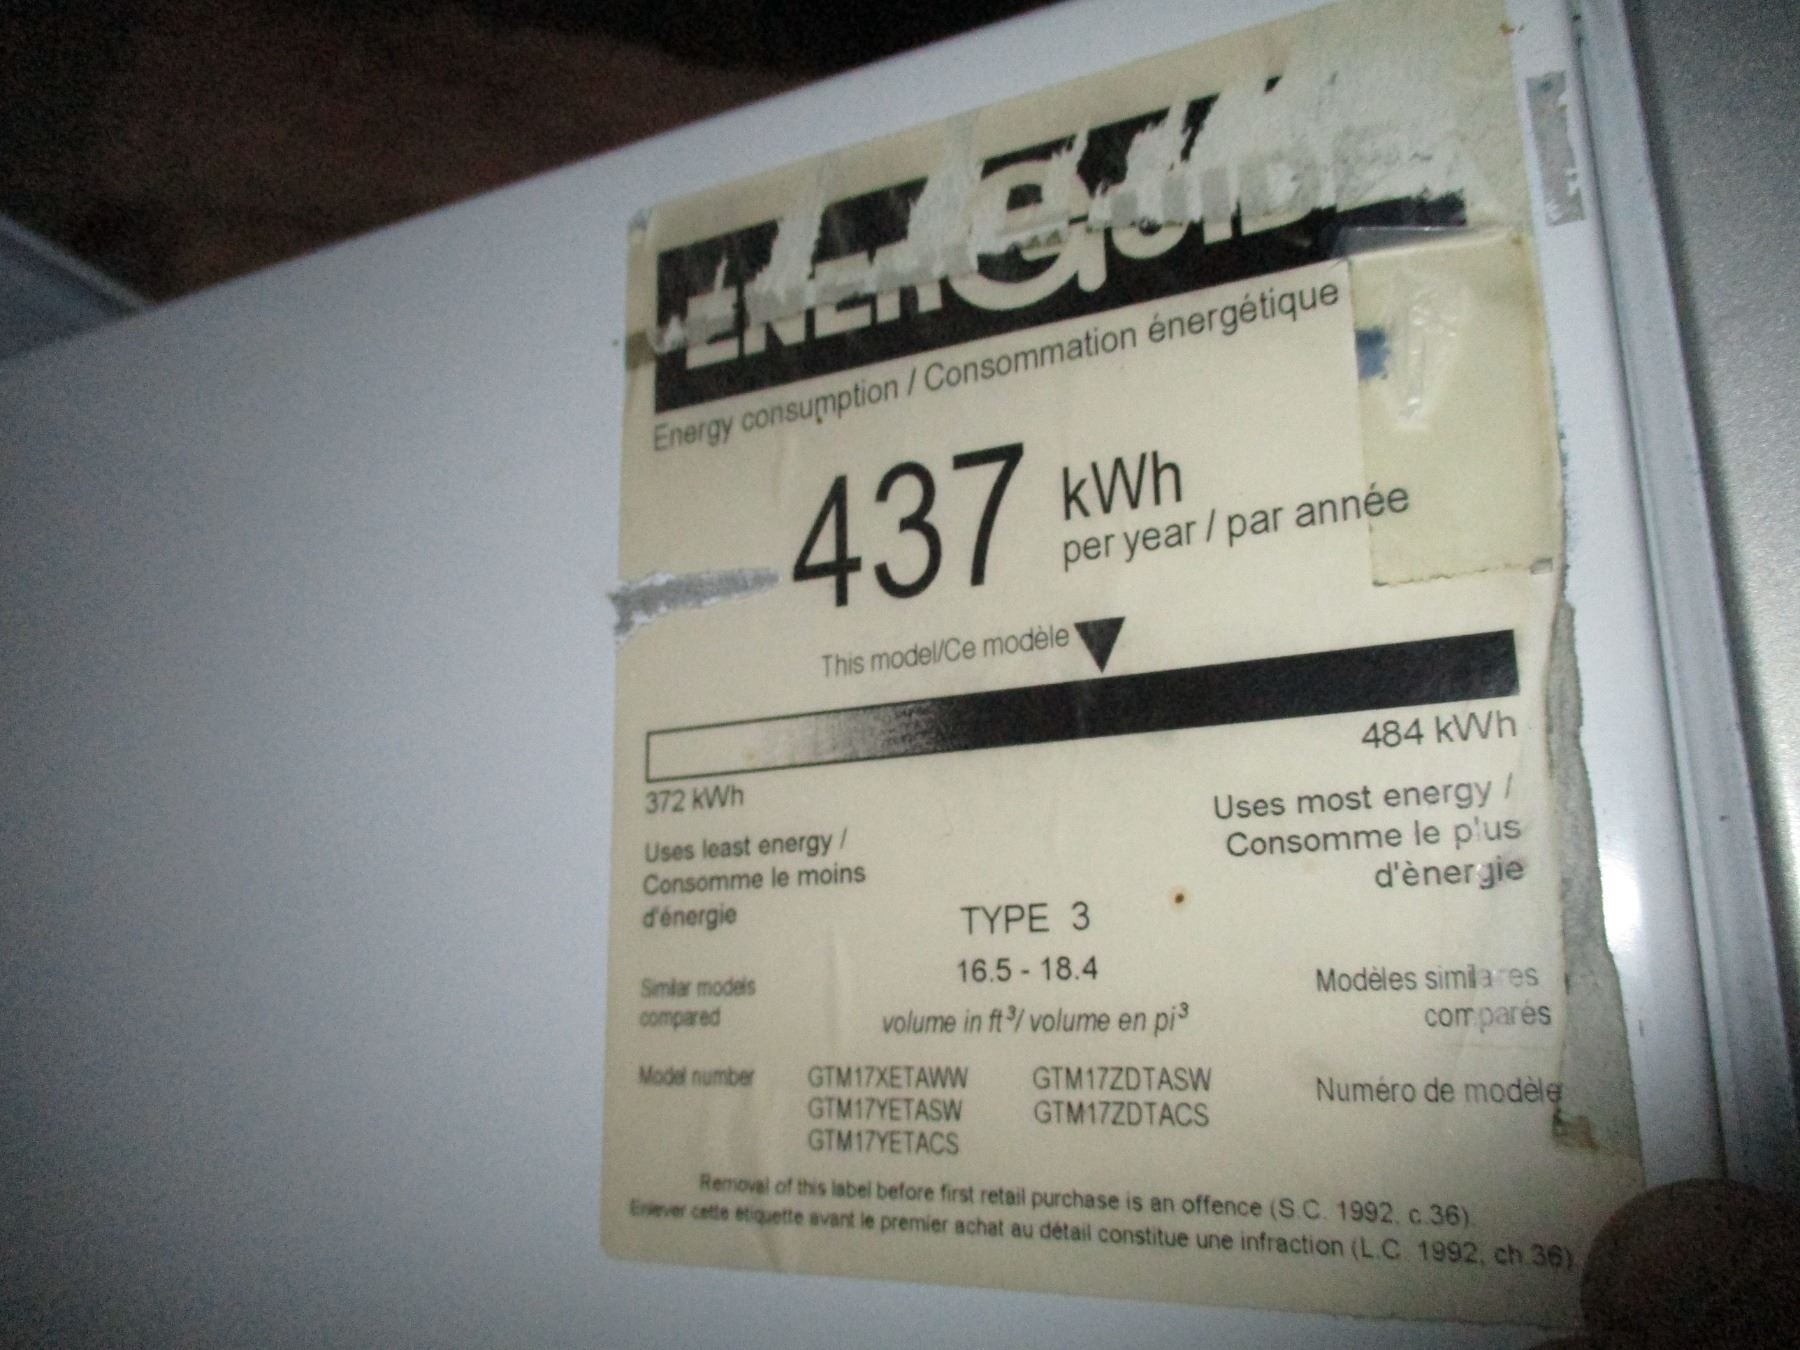 ENERGUIDE
Energy consumption / Consommation énergétique
437 kWh
per year / par année
This model/Ce modèle
484 kWh
372 kWh
Uses most energy /
Consomme le plus
d'ènergie
Uses least energy /
Consomme le moins
d'énergie
TYPE 3
16.5 - 18.4
volume in ft³/ volume en pi³
Similar models
compared
Modèles similaires
comparés
Model number
GTM17XETAWW GTM17ZDTASW
GTM17YETASW GTM17ZDTACS
GTM17YETACS
Numéro de modèle
Removal of this label before first retail purchase is an offence (S.C. 1992, c.36).
Enlever cette étiquette avant le premier achat au détail constitue une infraction (L.C. 1992, ch.36)